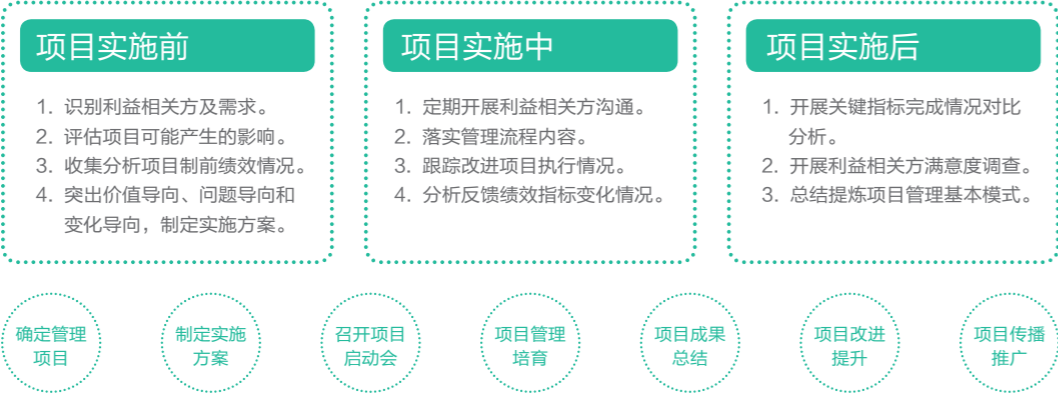 项目实施前
1. 识别利益相关方及需求。
2. 评估项目可能产生的影响。
3. 收集分析项目制前绩效情况。
4. 突出价值导向、问题导向和
变化导向，制定实施方案。
项目实施中
1. 定期开展利益相关方沟通。
2. 落实管理流程内容。
3. 跟踪改进项目执行情况。
4. 分析反馈绩效指标变化情况。
项目实施后
1. 开展关键指标完成情况对比
分析。
2. 开展利益相关方满意度调查。
3. 总结提炼项目管理基本模式。
确定管理
项目
制定实施
方案
召开项目
启动会
项目管理
培育
项目成果
总结
项目改进
提升
项目传播
推广